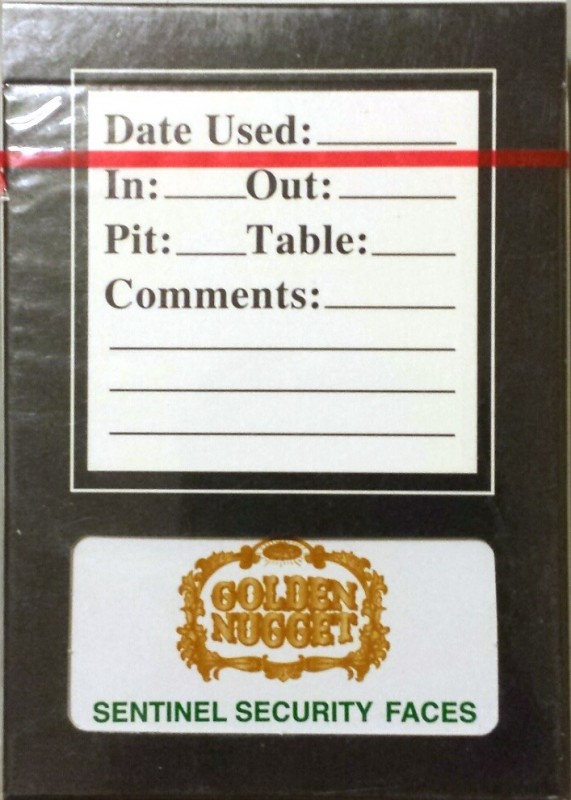 Date Used:
In: Out:
Pit: Table:
Comments:
GOLDEN
NUGGET
SENTINEL SECURITY FACES